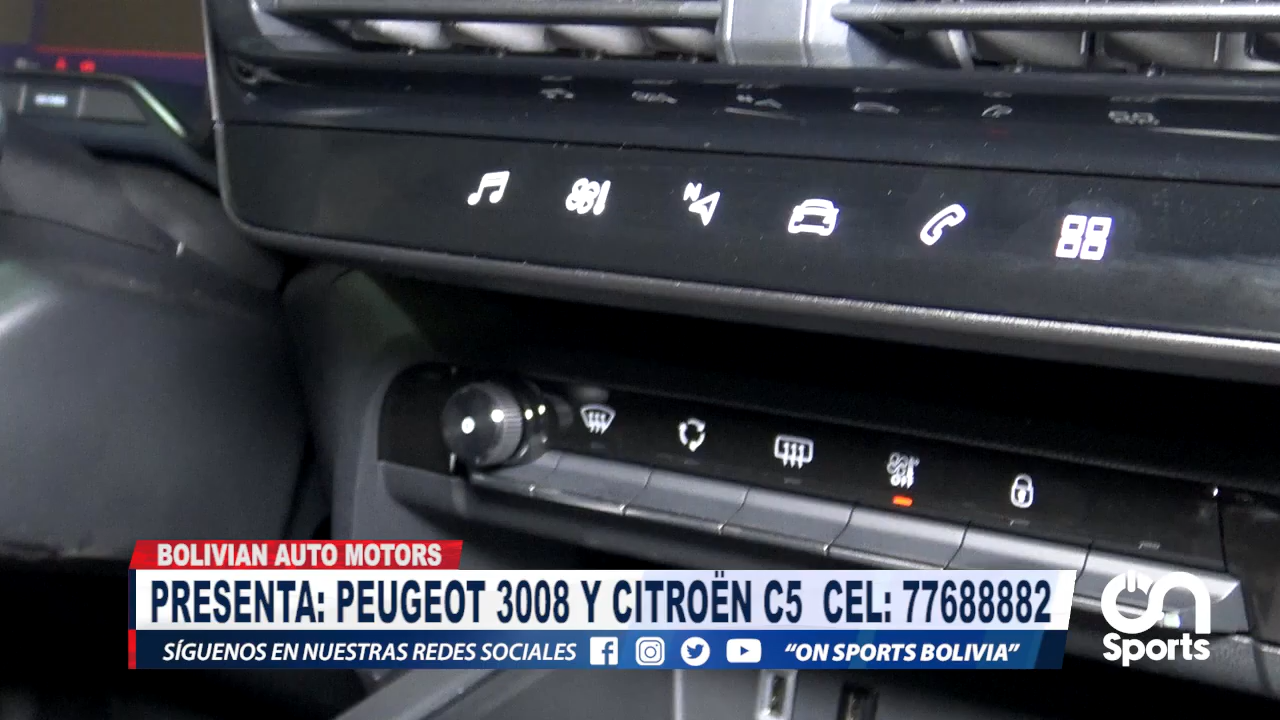 N
OFF
BOLIVIAN AUTO MOTORS
PRESENTA: PEUGEOT 3008 Y CITROËN C5 CEL: 77688882
SÍGUENOS EN NUESTRAS REDES SOCIALES "ON SPORTS BOLIVIA"
ON
Sports